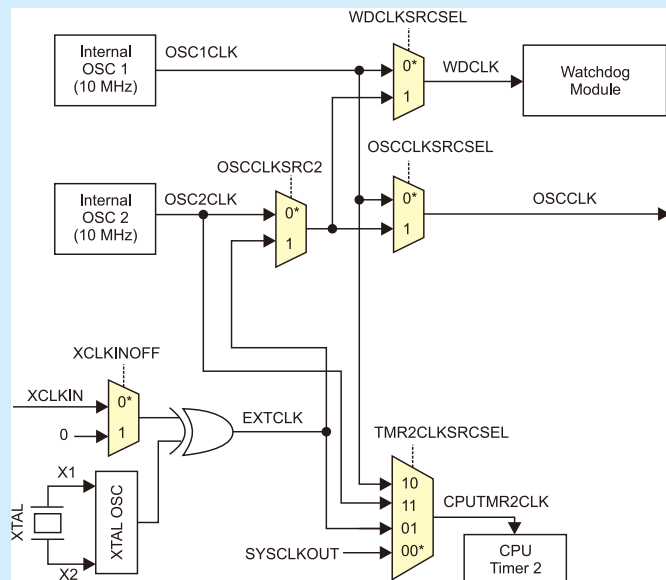 WDCLKSRCSEL
Internal
OSC 1
(10 MHz)
OSC1CLK
0*
1
WDCLK
Watchdog
Module
OSCCLKSRCSEL
OSCCLKSRC2
Internal
OSC 2
(10 MHz)
OSC2CLK
0*
1
0*
1
OSCCLK
XCLKINOFF
XCLKIN
0*
0
1
EXTCLK
TMR2CLKSRCSEL
X1
XTAL
XTAL OSC
X2
10
11
01
00*
CPUTMR2CLK
SYSCLKOUT
CPU
Timer 2